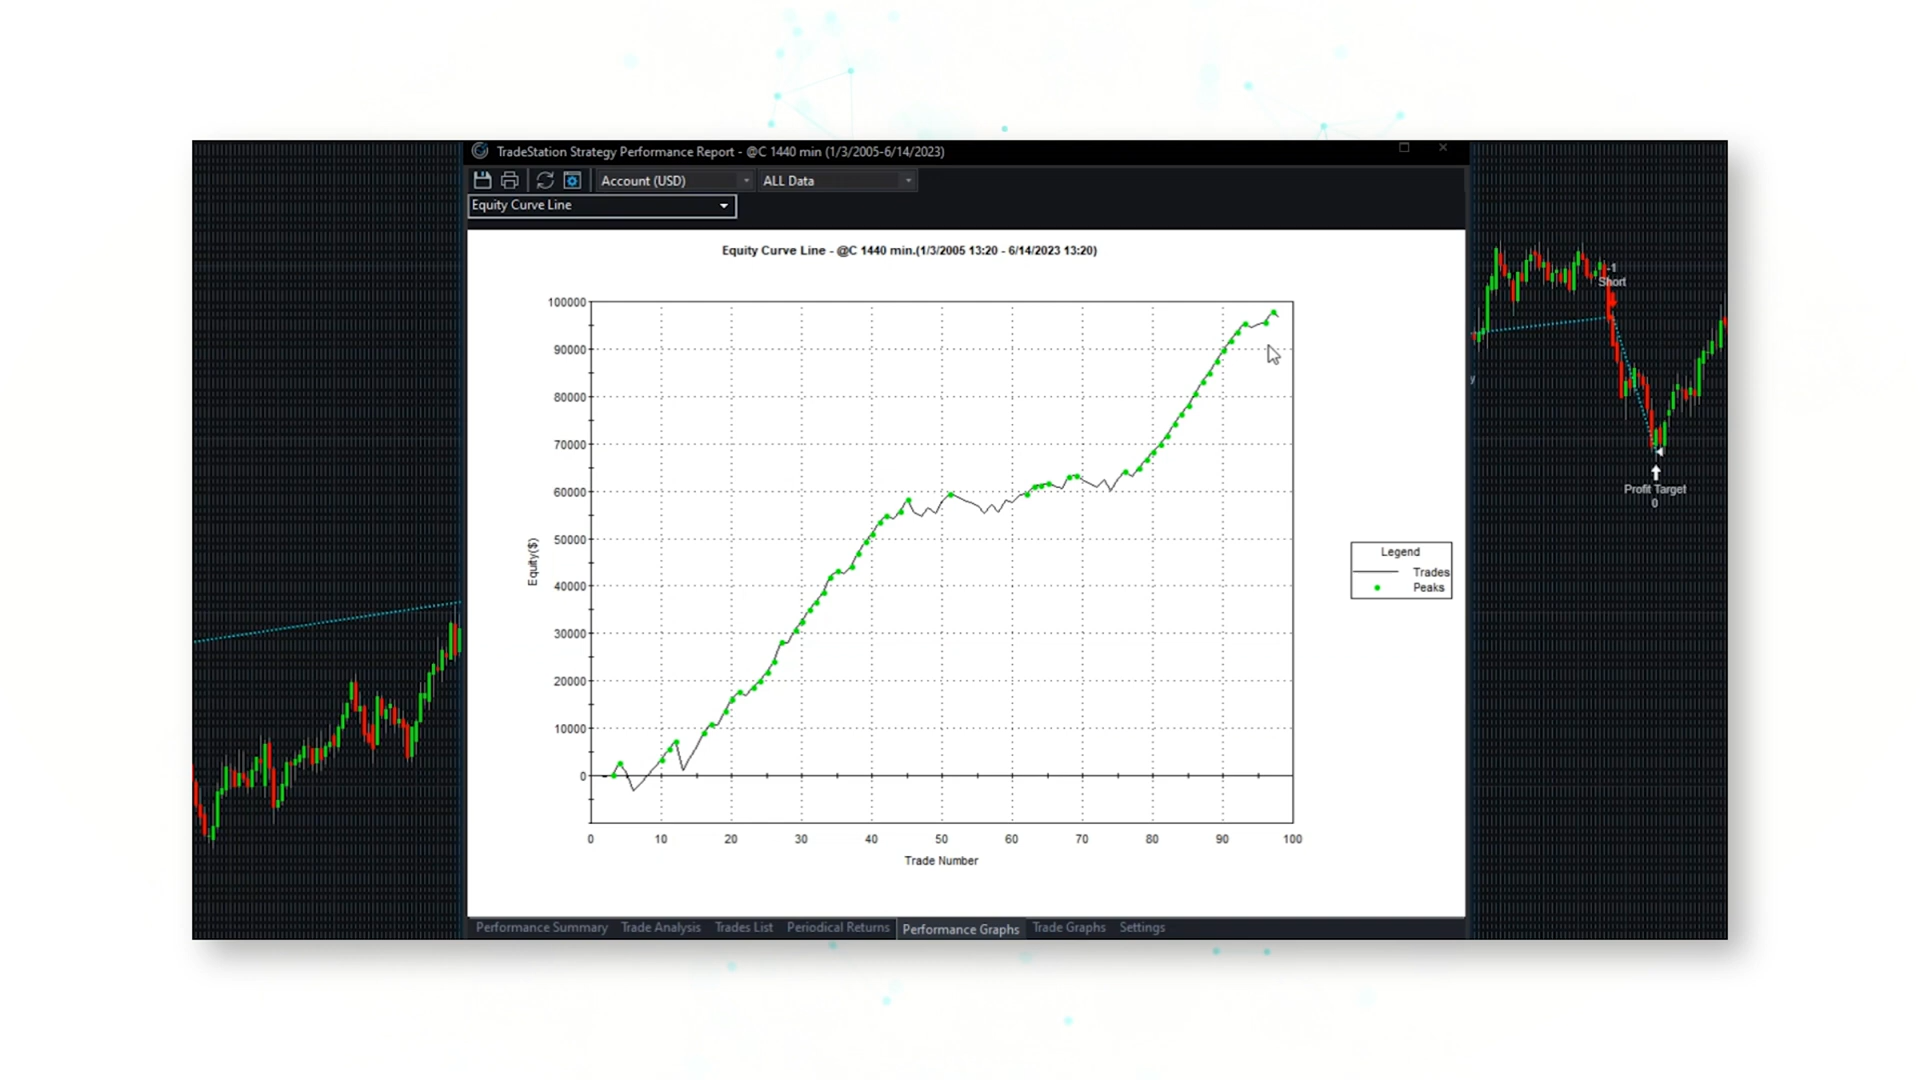 TradeStation Strategy Performance Report - @C 1440 min (1/3/2005-6/14/2023)
Account (USD)
ALL Data
Equity Curve Line
Equity Curve Line - @C 1440 min.(1/3/2005 13:20 - 6/14/2023 13:20)
100000
90000
80000
70000
60000
50000
40000
30000
20000
10000
0
Equity($)
0 10 20 30 40 50 60 70 80 90 100
Trade Number
Legend
Trades
Peaks
-1
Short
y
Profit Target
0
Performance Summary Trade Analysis Trades List Periodical Returns Performance Graphs Trade Graphs Settings